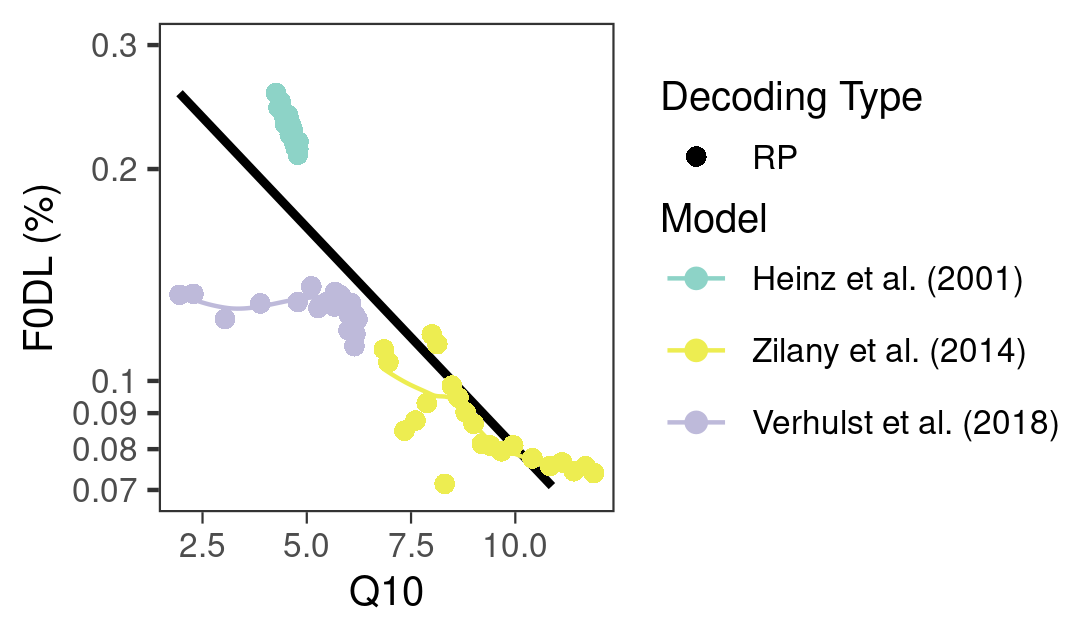 0.3
0.2
0.1
0.09
0.08
0.07
F0DL (%)
2.5 5.0 7.5 10.0
Q10
Decoding Type
RP
Model
Heinz et al. (2001)
Zilany et al. (2014)
Verhulst et al. (2018)